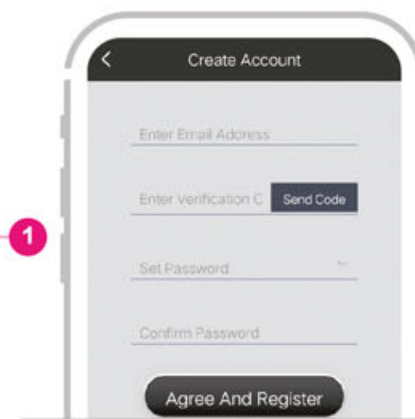 Create Account
Enter Email Address
Enter Verification C Send Code
1
Set Password
Confirm Password
Agree And Register